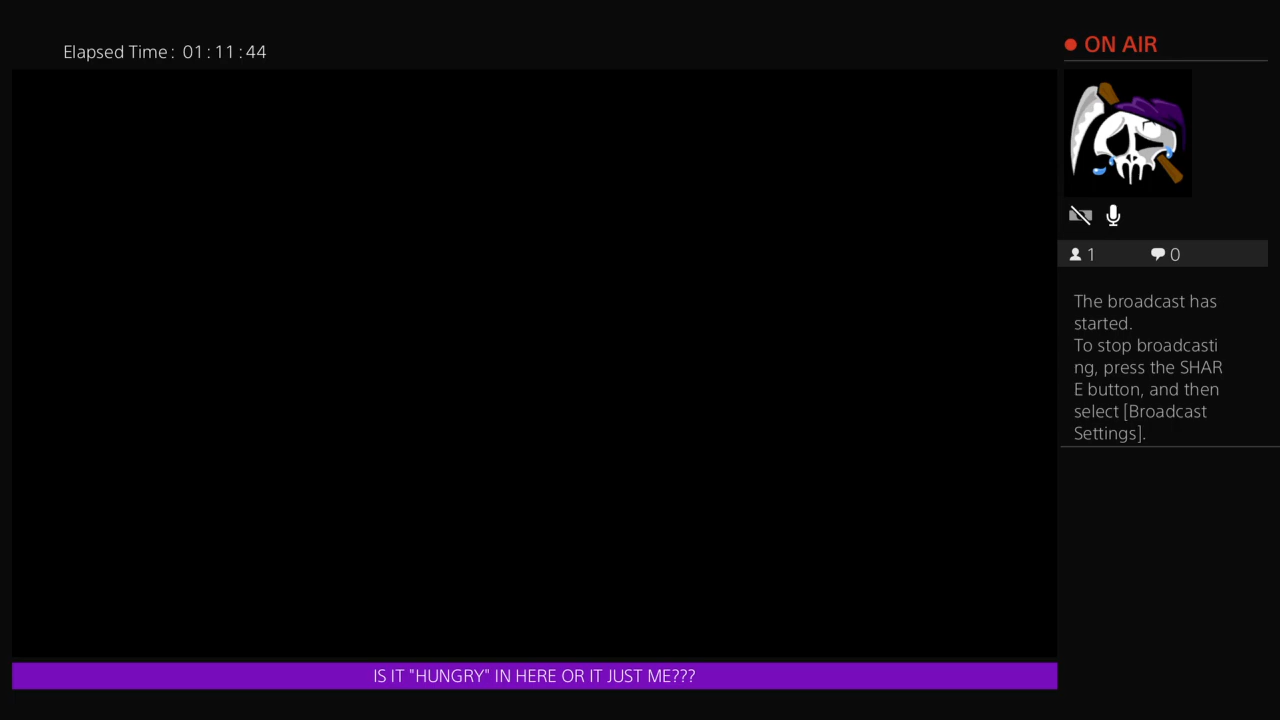 Elapsed Time: 01:11:44
ON AIR
1 0
The broadcast has
started.
To stop broadcasti
ng, press the SHAR
E button, and then
select [Broadcast
Settings].
IS IT "HUNGRY" IN HERE OR IT JUST ME???